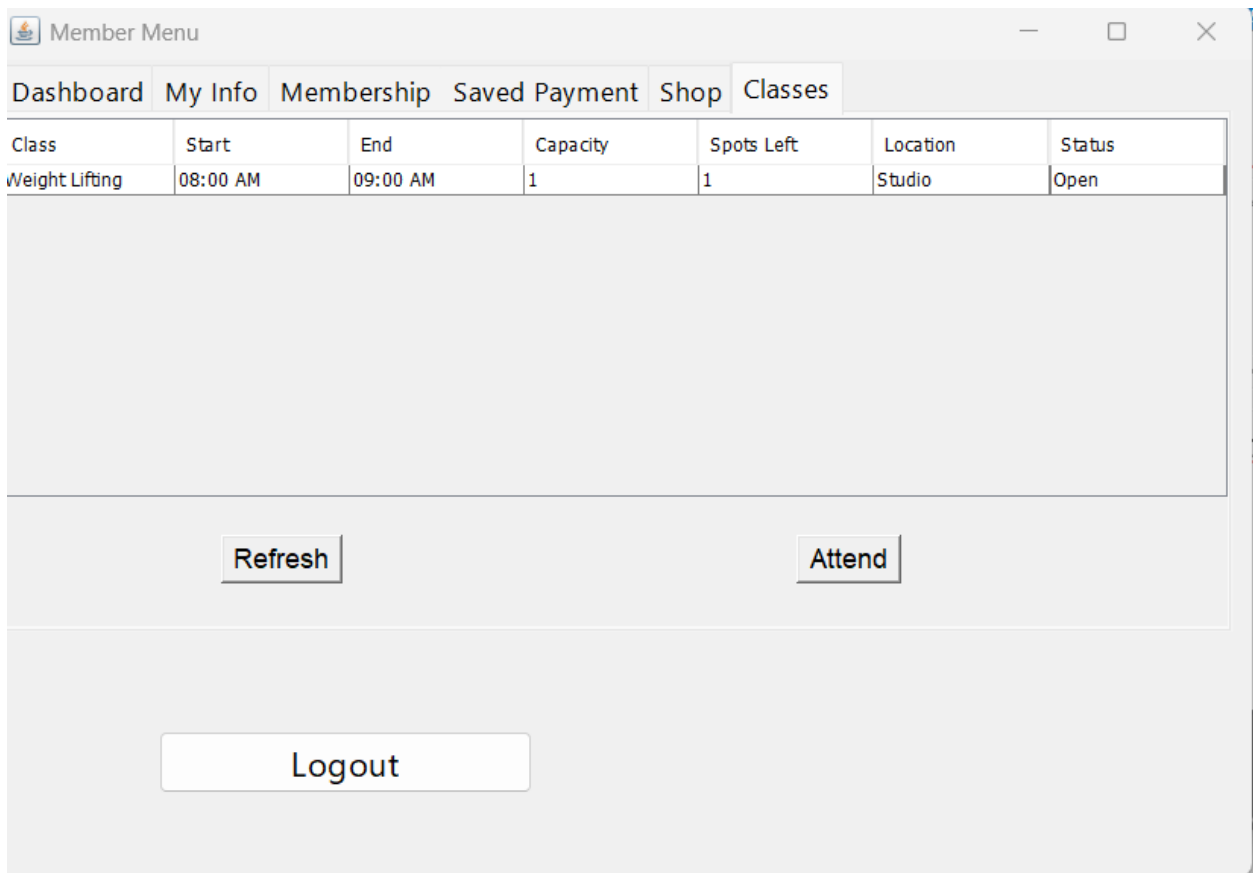 Member Menu
Dashboard My Info Membership Saved Payment Shop Classes
Class Start End Capacity Spots Left Location Status
Weight Lifting 08:00 AM 09:00 AM 1 1 Studio Open
Refresh Attend
Logout